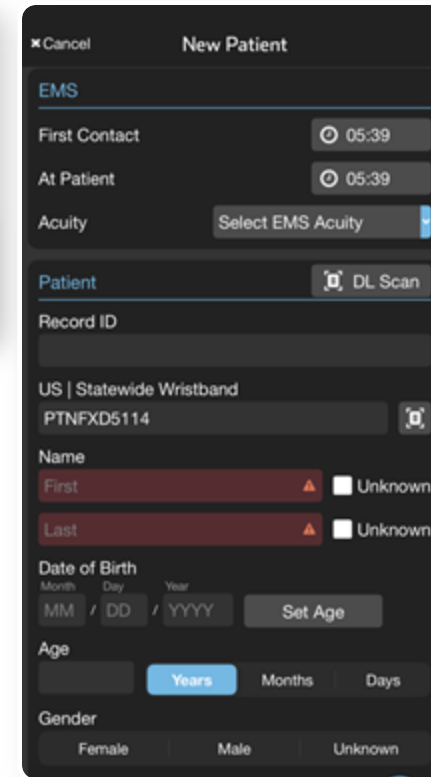 ×Cancel New Patient
EMS
First Contact 05:39
At Patient 05:39
Acuity Select EMS Acuity
Patient DL Scan
Record ID
US | Statewide Wristband
PTNFXD5114
Name
First Unknown
Last Unknown
Date of Birth
Month Day Year
MM / DD / YYYY Set Age
Age
Years Months Days
Gender
Female Male Unknown